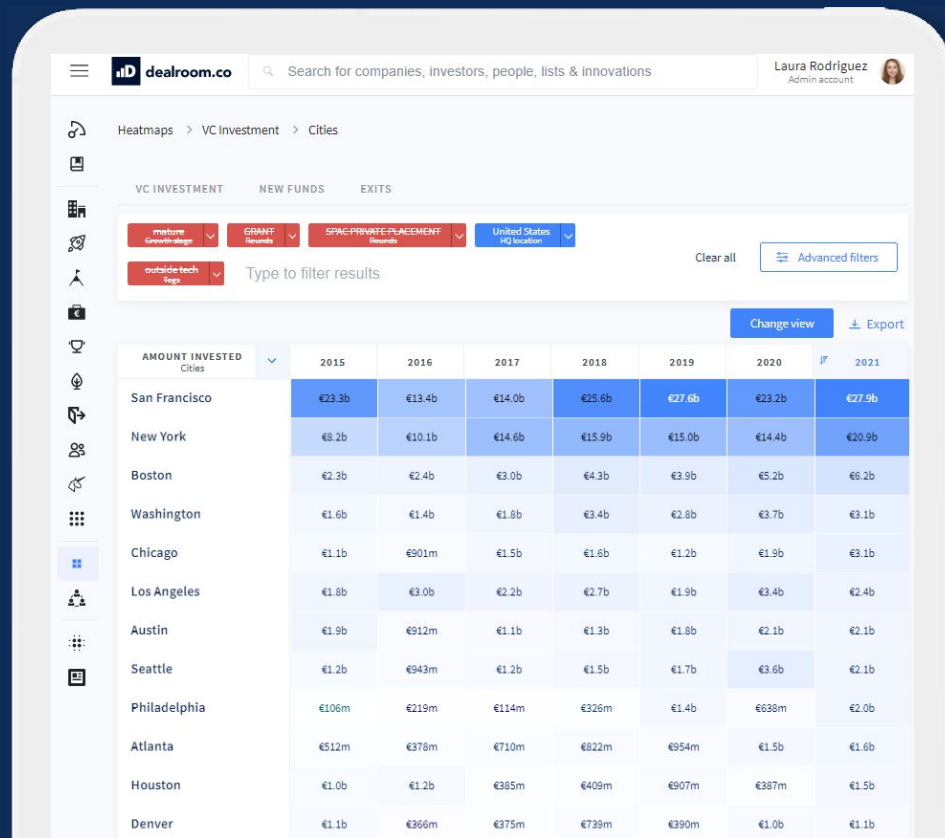 dealroom.co
Search for companies, investors, people, lists & innovations
Laura Rodriguez
Admin account
Heatmaps > VC Investment > Cities
VC INVESTMENT NEW FUNDS EXITS
mature
Growth stage
GRANT
Rounds
SPAC PRIVATE PLACEMENT
Rounds
United States
HQ location
outside tech
Tags
Type to filter results
Clear all
Advanced filters
Change view
Export
AMOUNT INVESTED
Cities
2015 2016 2017 2018 2019 2020 2021
San Francisco €23.3b €13.4b €14.0b €25.6b €27.6b €23.2b €27.9b
New York €8.2b €10.1b €14.6b €15.9b €15.0b €14.4b €20.9b
Boston €2.3b €2.4b €3.0b €4.3b €3.9b €5.2b €6.2b
Washington €1.6b €1.4b €1.8b €3.4b €2.8b €3.7b €3.1b
Chicago €1.1b €901m €1.5b €1.6b €1.2b €1.9b €3.1b
Los Angeles €1.8b €3.0b €2.2b €2.7b €1.9b €3.4b €2.4b
Austin €1.9b €912m €1.1b €1.3b €1.8b €2.1b €2.1b
Seattle €1.2b €943m €1.2b €1.5b €1.7b €3.6b €2.1b
Philadelphia €106m €219m €114m €326m €1.4b €638m €2.0b
Atlanta €512m €378m €710m €822m €954m €1.5b €1.6b
Houston €1.0b €1.2b €385m €409m €907m €387m €1.5b
Denver €1.1b €366m €375m €739m €390m €1.0b €1.1b